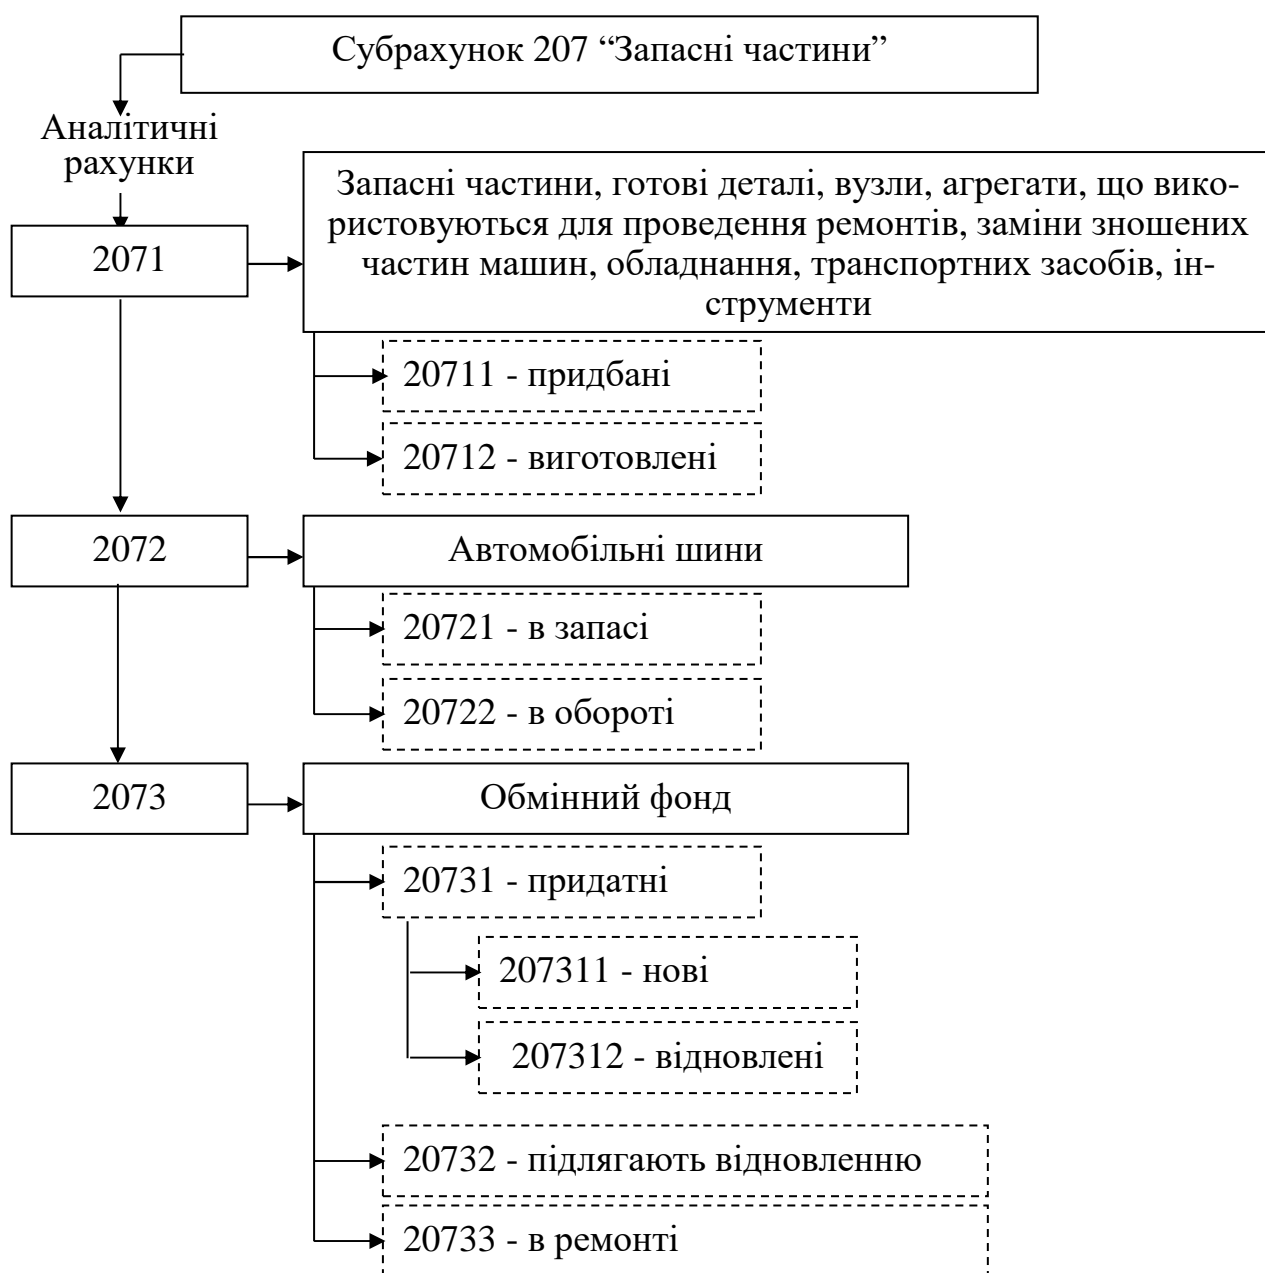 Субрахунок 207 “Запасні частини”
Аналітичні
рахунки
2071
Запасні частини, готові деталі, вузли, агрегати, що вико-
ристовуються для проведення ремонтів, заміни зношених
частин машин, обладнання, транспортних засобів, ін-
струменти
20711 - придбані
20712 - виготовлені
2072
Автомобільні шини
20721 - в запасі
20722 - в обороті
2073
Обмінний фонд
20731 - придатні
207311 - нові
207312 - відновлені
20732 - підлягають відновленню
20733 - в ремонті